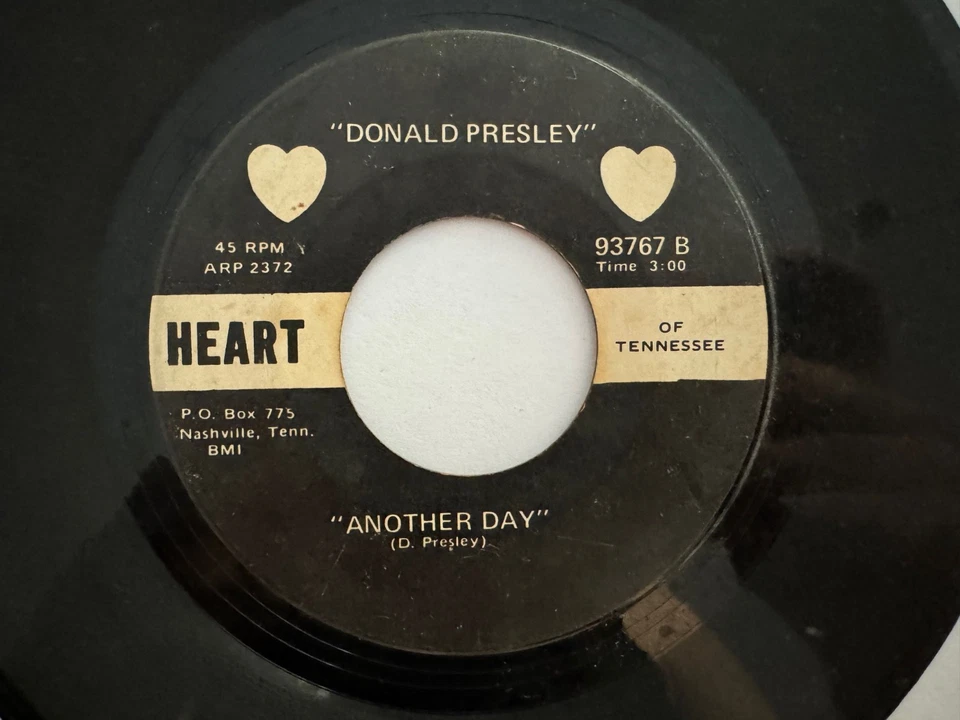 "DONALD PRESLEY"
45 RPM
ARP 2372
93767 B
Time 3:00
HEART
OF
TENNESSEE
P.O. Box 775
Nashville, Tenn.
BMI
"ANOTHER DAY"
(D. Presley)